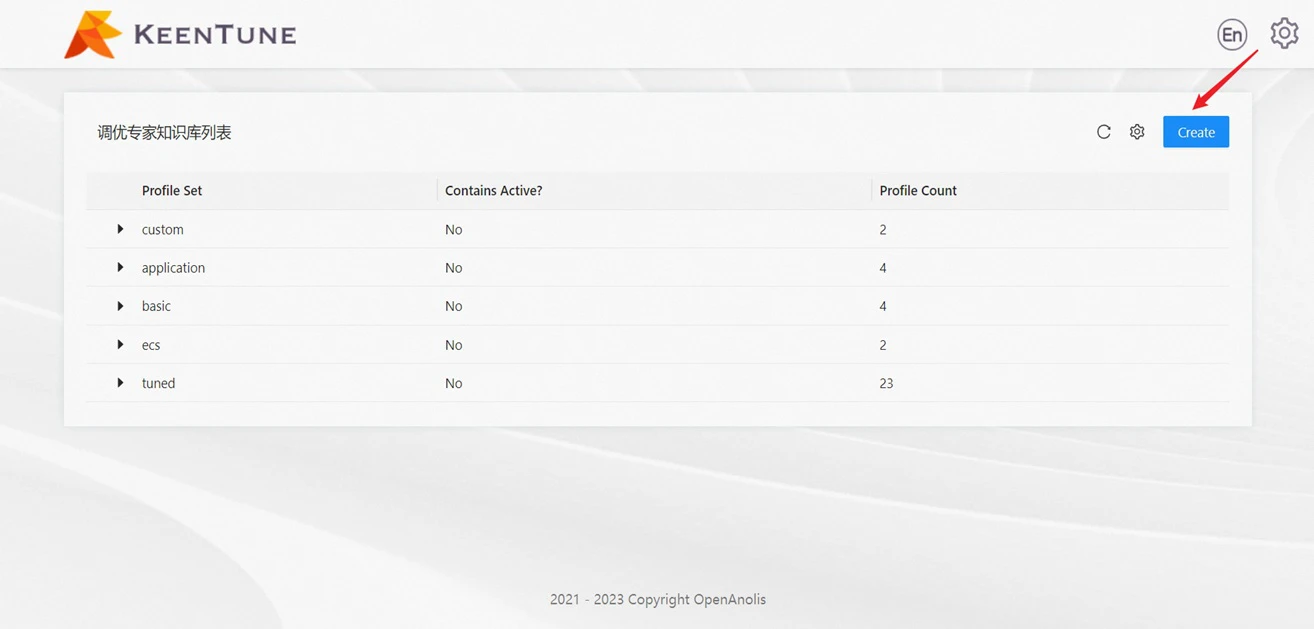 KEENTUNE
En
调优专家知识库列表
Create
Profile Set Contains Active? Profile Count
custom No 2
application No 4
basic No 4
ecs No 2
tuned No 23
2021 - 2023 Copyright OpenAnolis